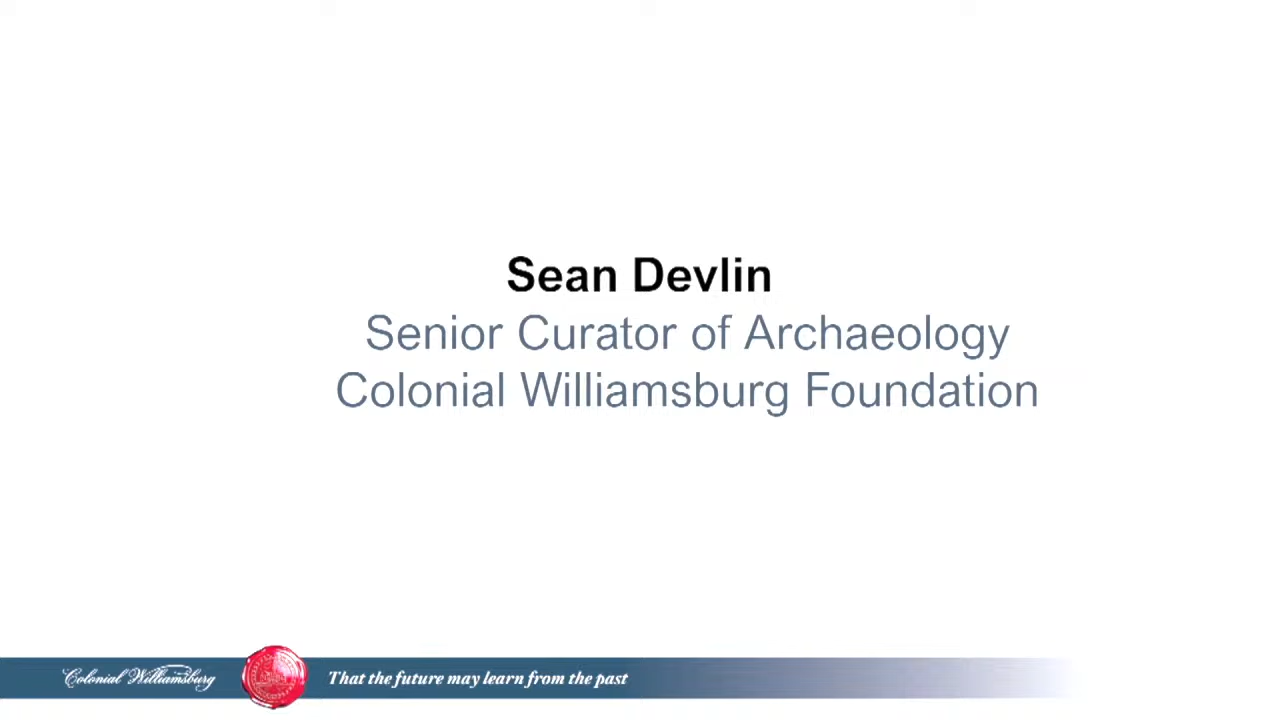 Sean Devlin
Senior Curator of Archaeology
Colonial Williamsburg Foundation
Colonial Williamsburg
That the future may learn from the past